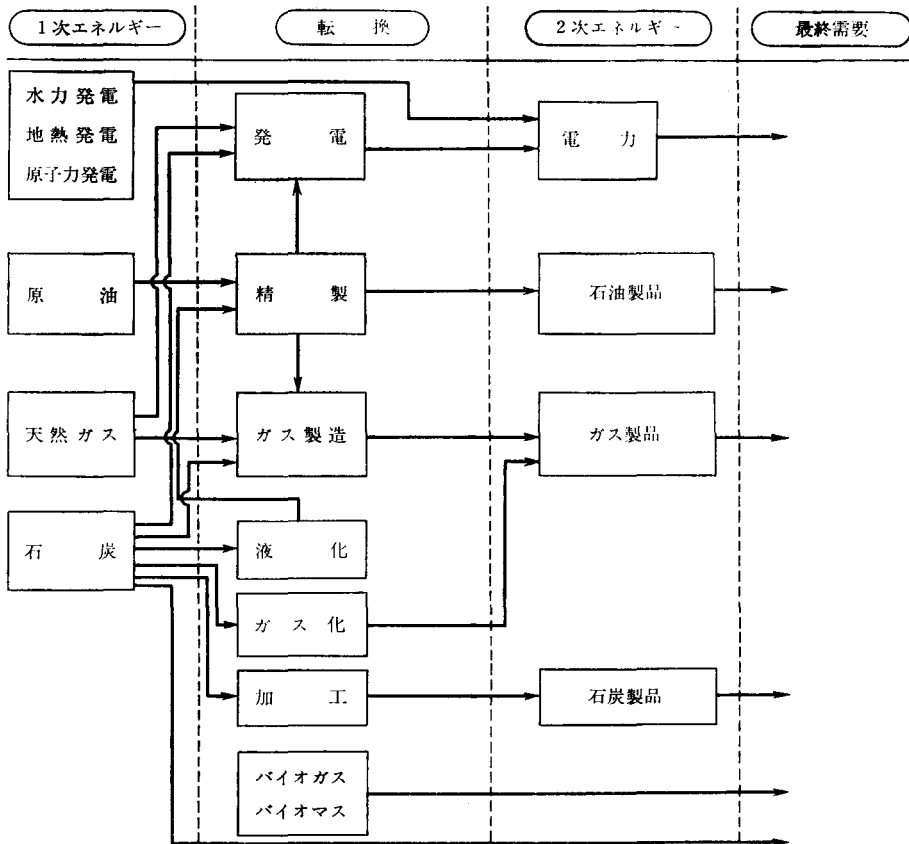 1次エネルギー
転換
2次エネルギー
最終需要
水力発電
地熱発電
原子力発電
発電
電力
原油
精製
石油製品
天然ガス
ガス製造
ガス製品
石炭
液化
ガス化
加工
石炭製品
バイオガス
バイオマス